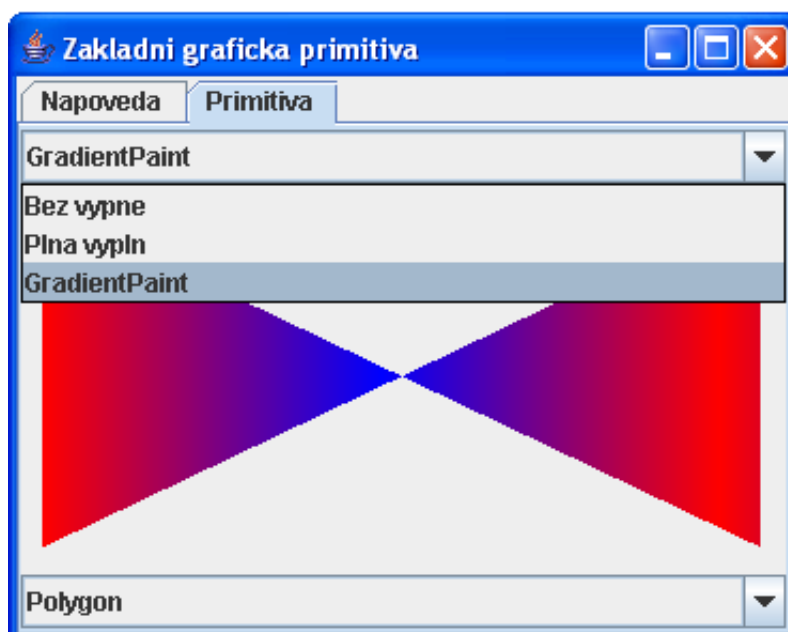 Zakladni graficka primitiva
Napoveda Primitiva
GradientPaint
Bez vypne
Plna vypln
GradientPaint
Polygon